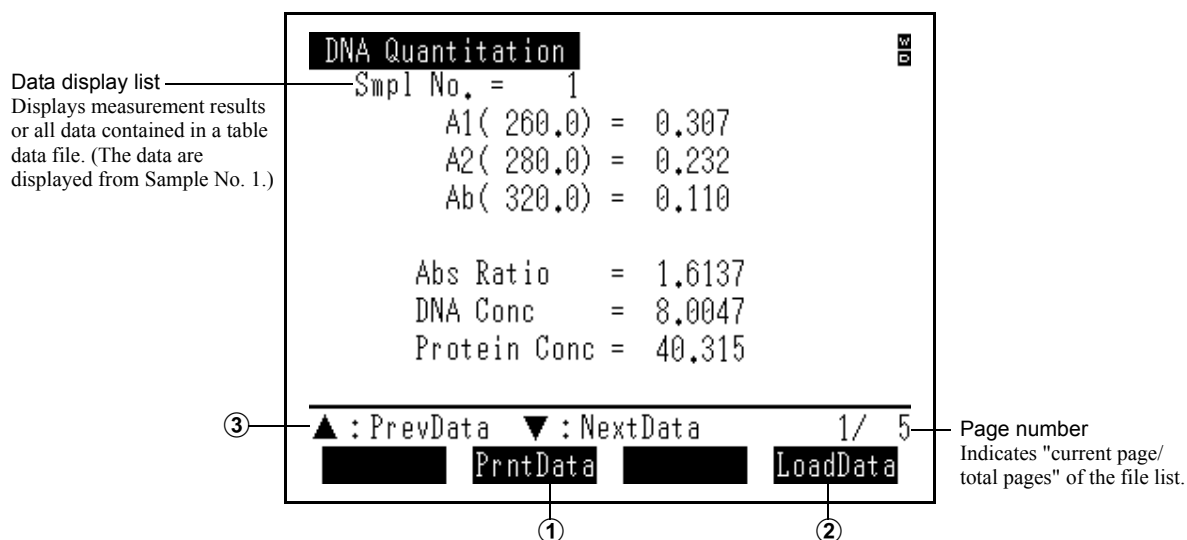 DNA Quantitation
W
D
Data display list
Displays measurement results
or all data contained in a table
data file. (The data are
displayed from Sample No. 1.)
Smpl No. = 1
A1( 260.0) = 0.307
A2( 280.0) = 0.232
Ab( 320.0) = 0.110
Abs Ratio = 1.6137
DNA Conc = 8.0047
Protein Conc = 40.315
③
▲ : PrevData ▼ : NextData 1/ 5
Page number
Indicates "current page/
total pages" of the file list.
PrntData LoadData
① ②